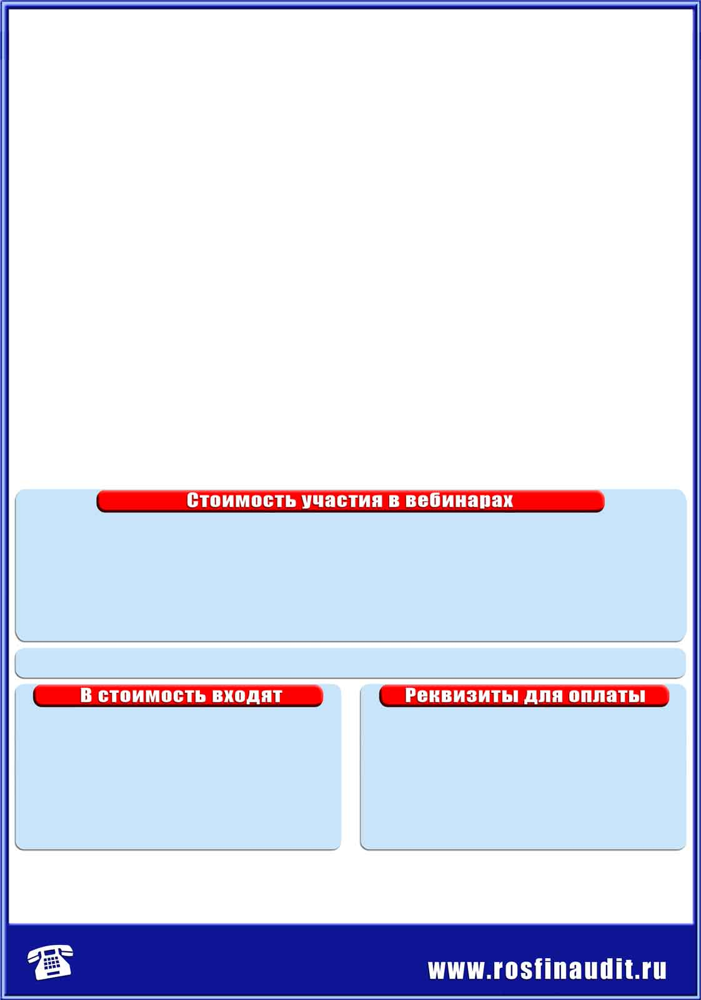 Стоимость участия в вебинарах
В стоимость входят
Реквизиты для оплаты
www.rosfinaudit.ru